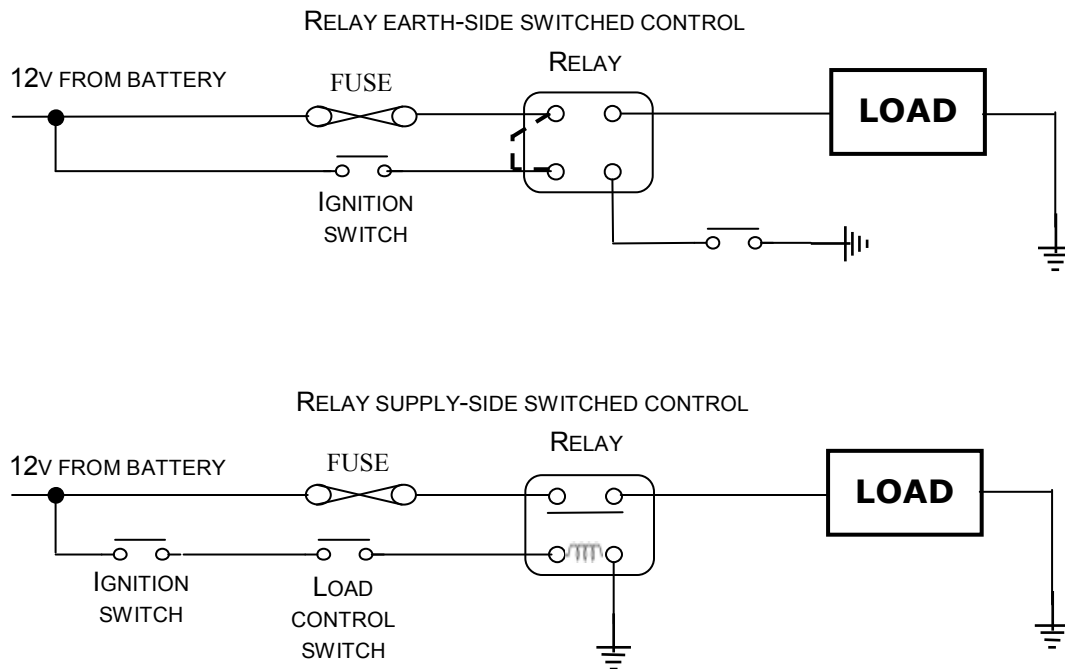 RELAY EARTH-SIDE SWITCHED CONTROL
12V FROM BATTERY
FUSE
RELAY
LOAD
IGNITION
SWITCH
RELAY SUPPLY-SIDE SWITCHED CONTROL
12V FROM BATTERY
FUSE
RELAY
LOAD
IGNITION
SWITCH
LOAD
CONTROL
SWITCH